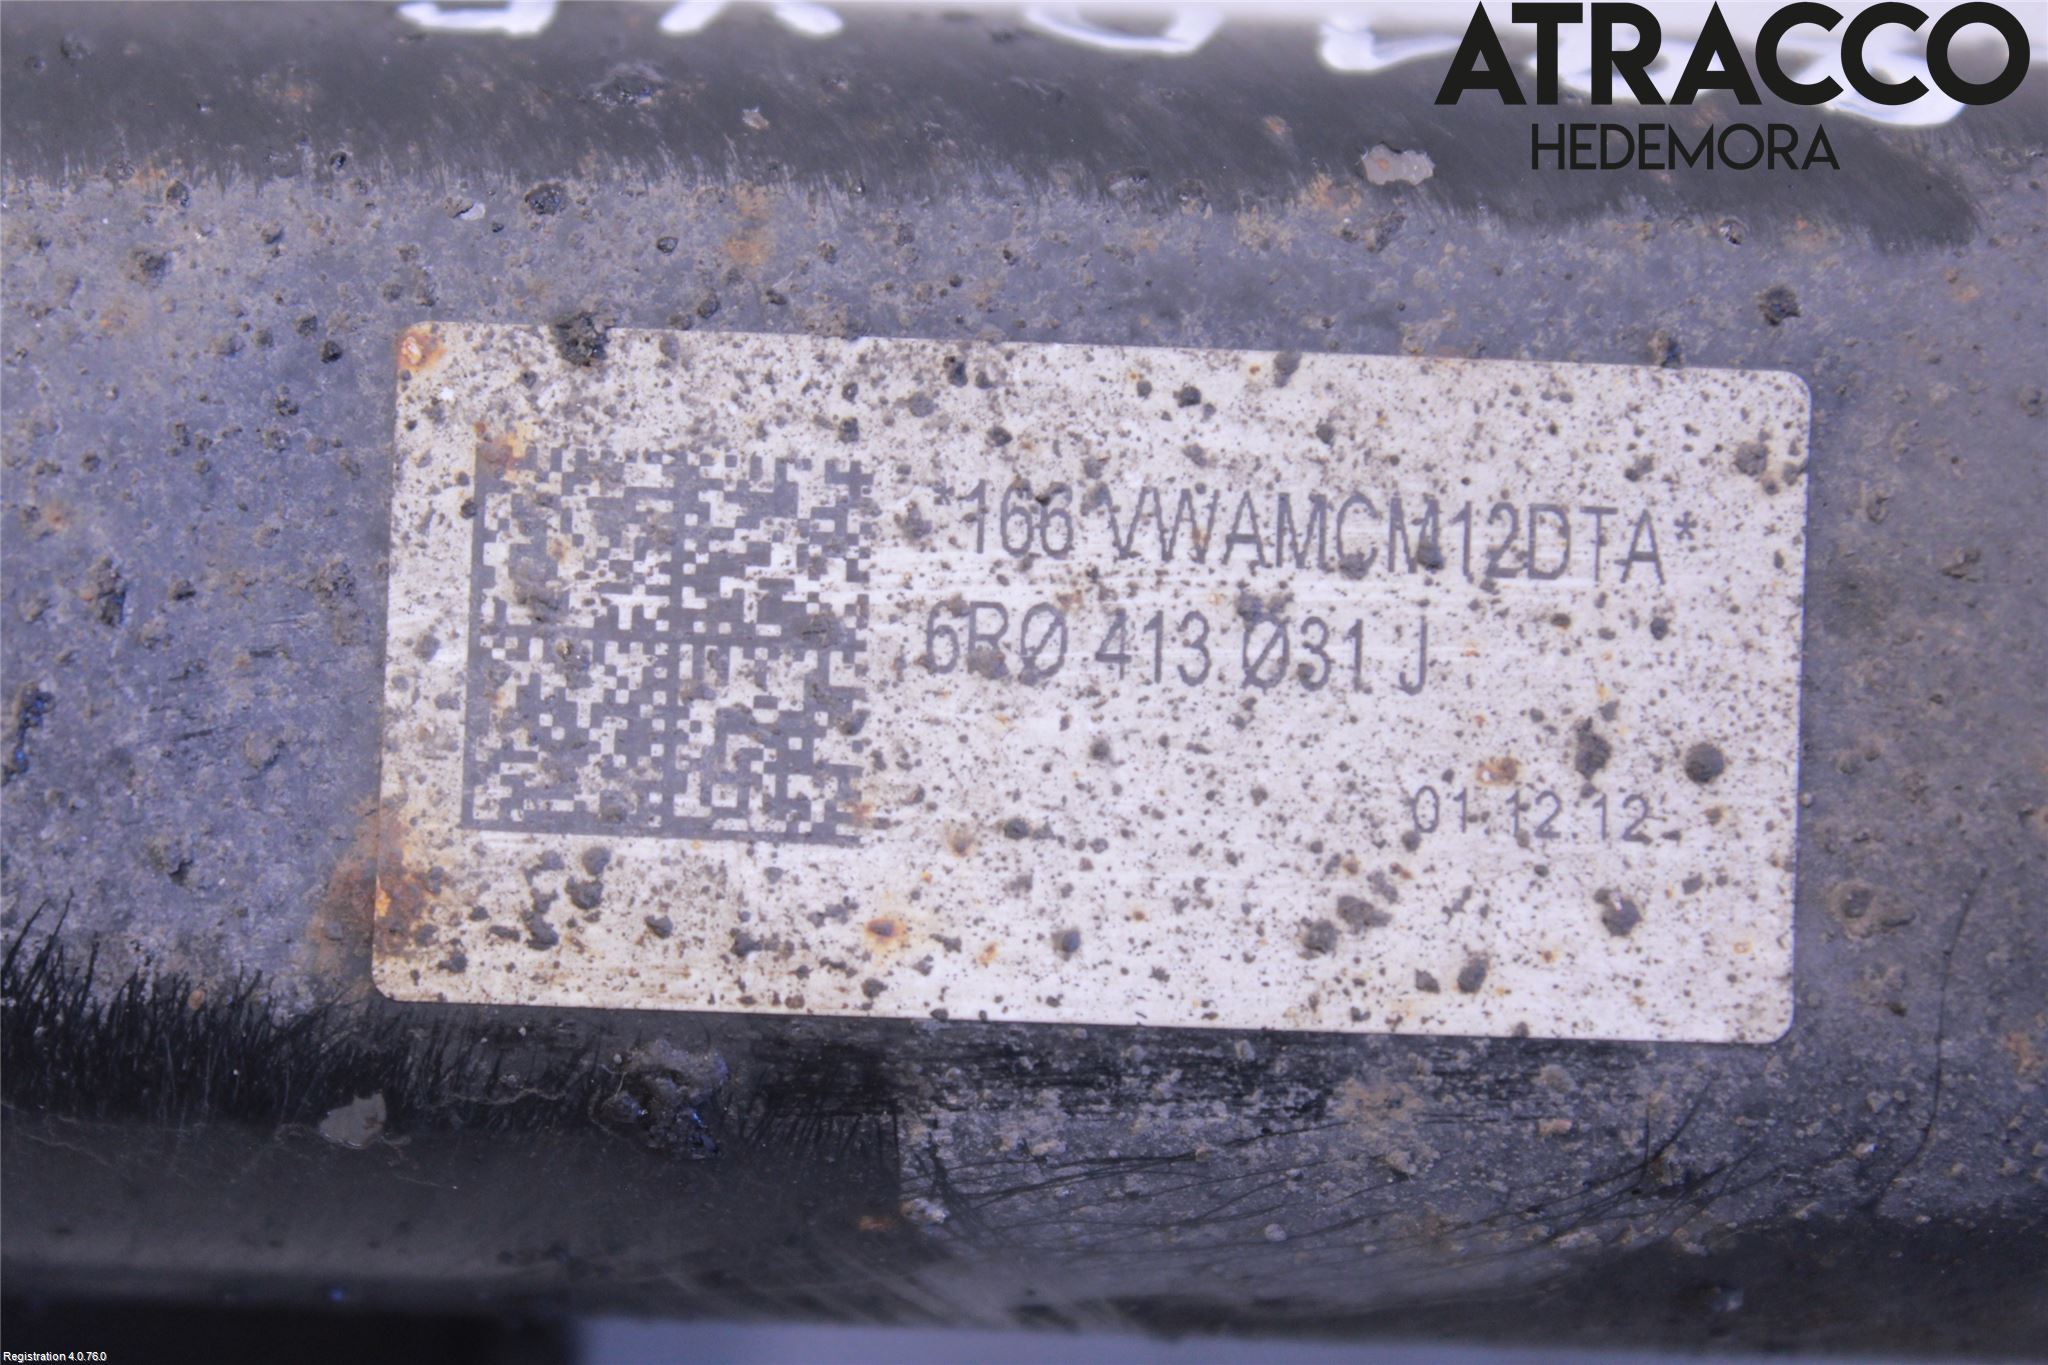 ATRACCO
HEDEMORA
*166 VWAMCM12DTA*
6R0 413 031 J
01 12 12
Registration 4.0.76.0